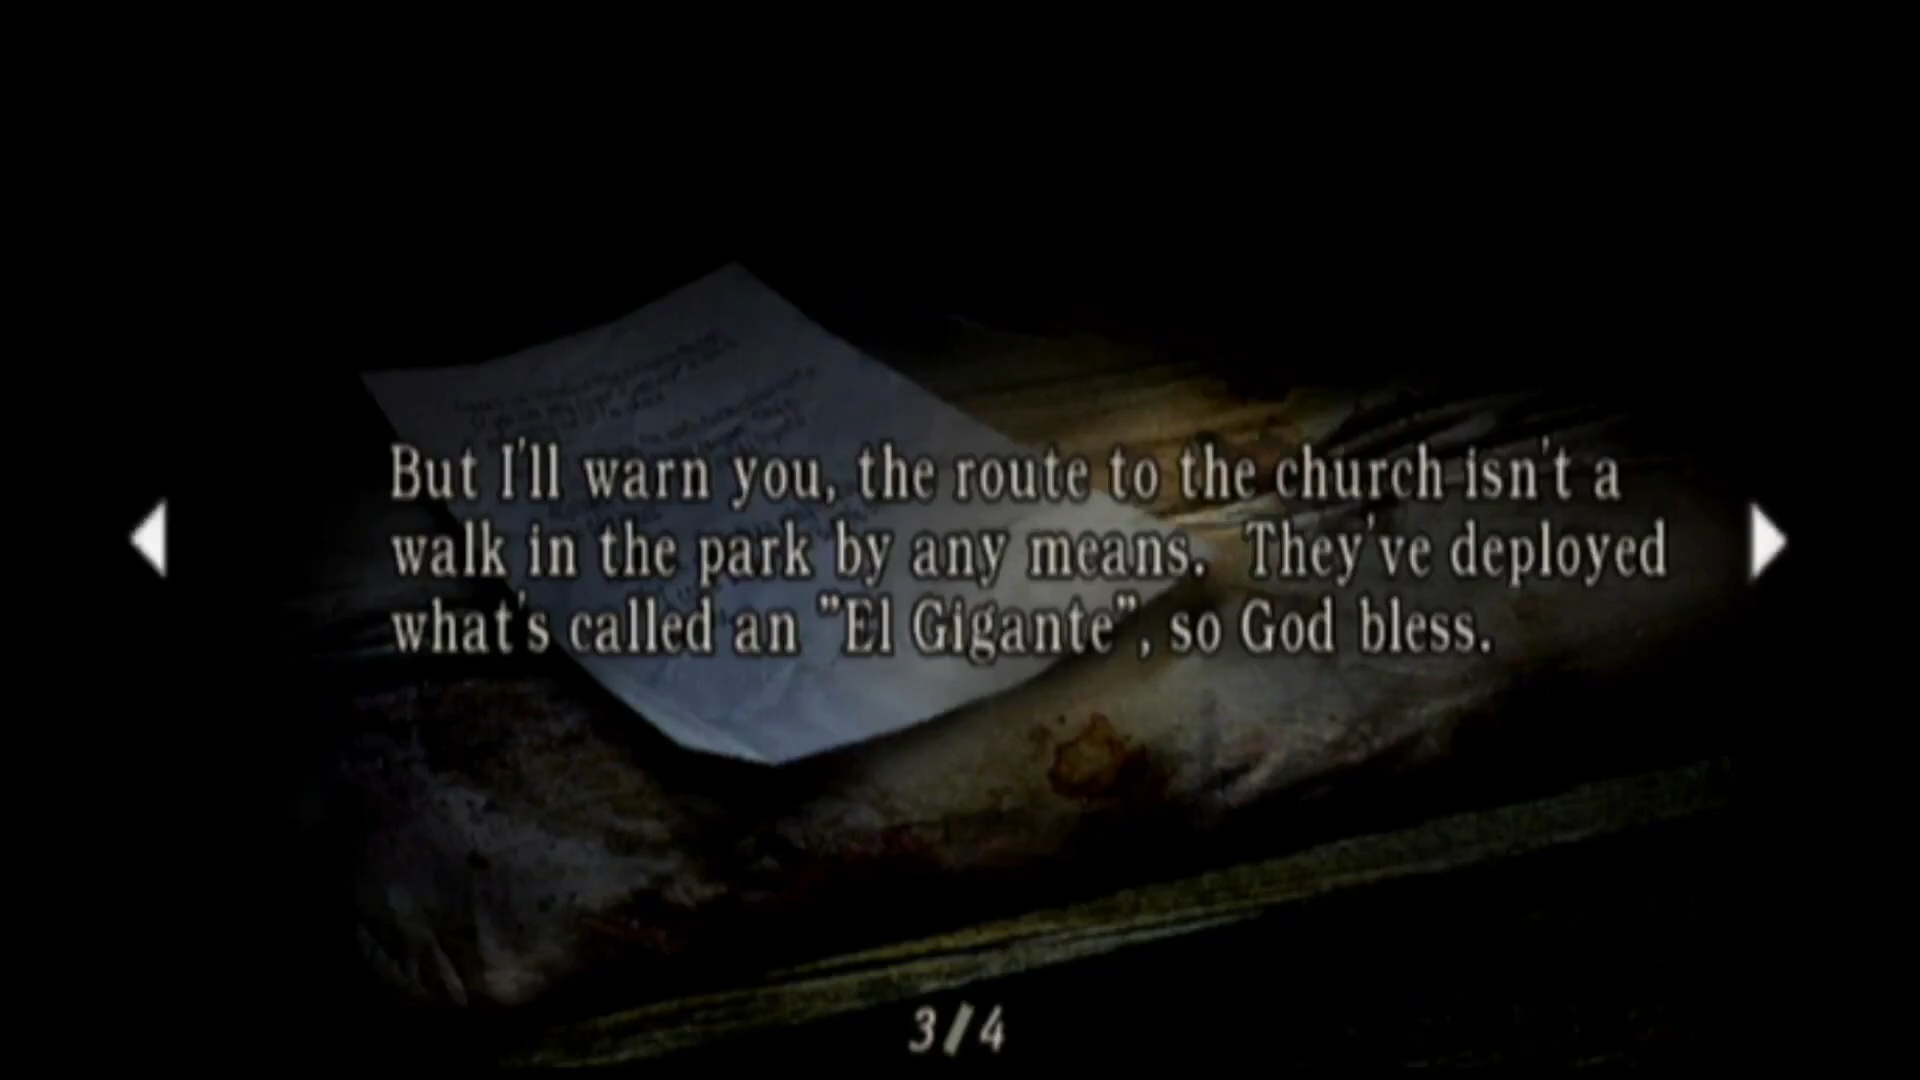 But I'll warn you, the route to the church isn't a
walk in the park by any means.  They've deployed
what's called an "El Gigante", so God bless.
3/4